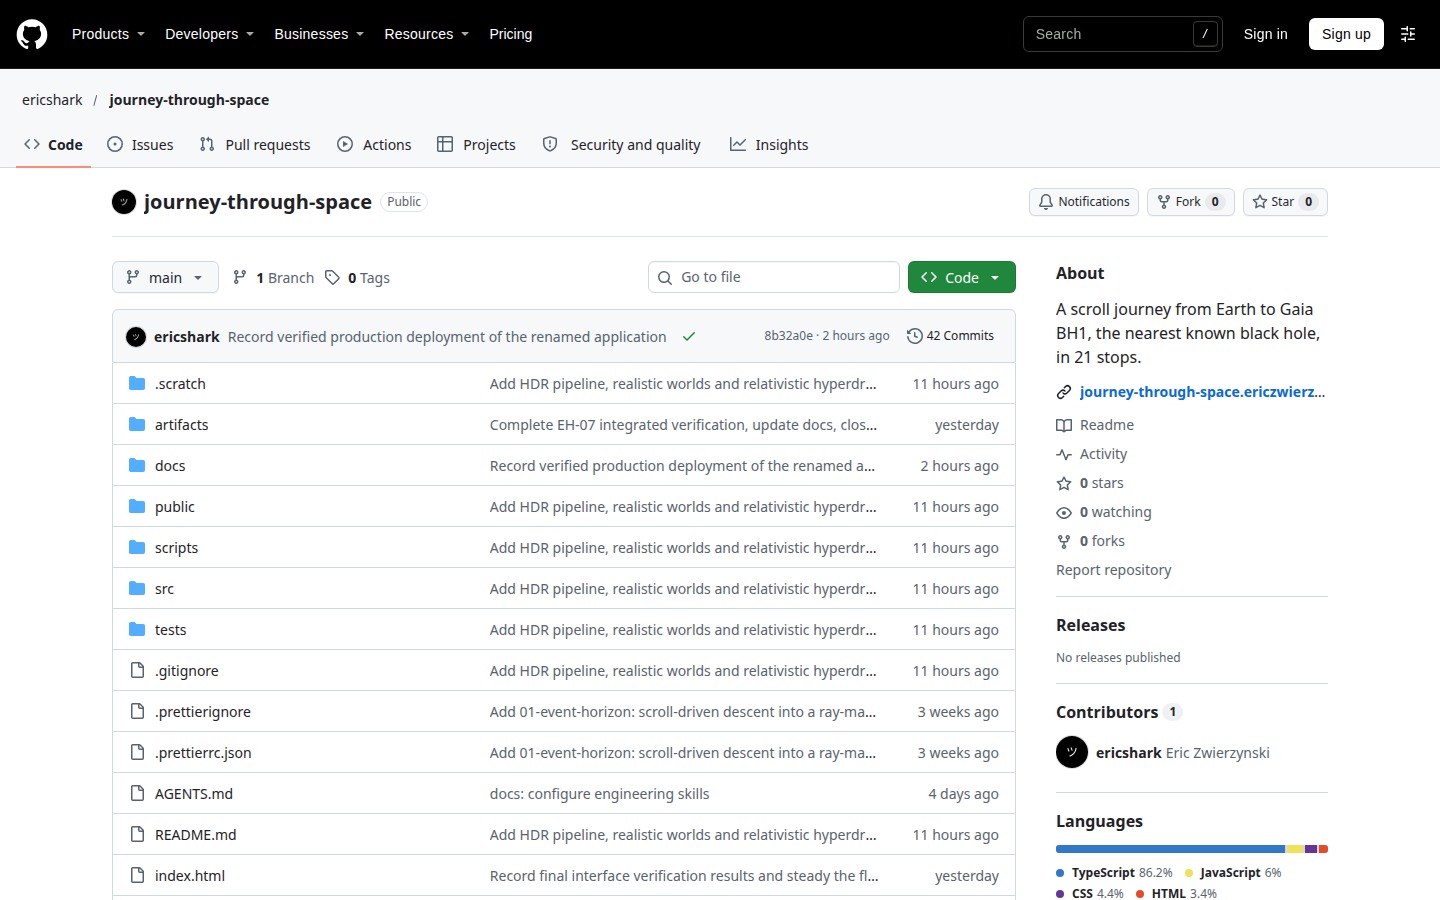 Products Developers Businesses Resources Pricing Search / Sign in Sign up
ericshark / journey-through-space
Code Issues Pull requests Actions Projects Security and quality Insights
journey-through-space Public Notifications Fork 0 Star 0
main 1 Branch 0 Tags Go to file Code
ericshark Record verified production deployment of the renamed application 8b32a0e · 2 hours ago 42 Commits
.scratch Add HDR pipeline, realistic worlds and relativistic hyperdr... 11 hours ago
artifacts Complete EH-07 integrated verification, update docs, clos... yesterday
docs Record verified production deployment of the renamed a... 2 hours ago
public Add HDR pipeline, realistic worlds and relativistic hyperdr... 11 hours ago
scripts Add HDR pipeline, realistic worlds and relativistic hyperdr... 11 hours ago
src Add HDR pipeline, realistic worlds and relativistic hyperdr... 11 hours ago
tests Add HDR pipeline, realistic worlds and relativistic hyperdr... 11 hours ago
.gitignore Add HDR pipeline, realistic worlds and relativistic hyperdr... 11 hours ago
.prettierignore Add 01-event-horizon: scroll-driven descent into a ray-ma... 3 weeks ago
.prettierrc.json Add 01-event-horizon: scroll-driven descent into a ray-ma... 3 weeks ago
AGENTS.md docs: configure engineering skills 4 days ago
README.md Add HDR pipeline, realistic worlds and relativistic hyperdr... 11 hours ago
index.html Record final interface verification results and steady the fl... yesterday
About
A scroll journey from Earth to Gaia
BH1, the nearest known black hole,
in 21 stops.
journey-through-space.ericzwierz...
Readme
Activity
0 stars
0 watching
0 forks
Report repository
Releases
No releases published
Contributors 1
ericshark Eric Zwierzynski
Languages
TypeScript 86.2% JavaScript 6%
CSS 4.4% HTML 3.4%